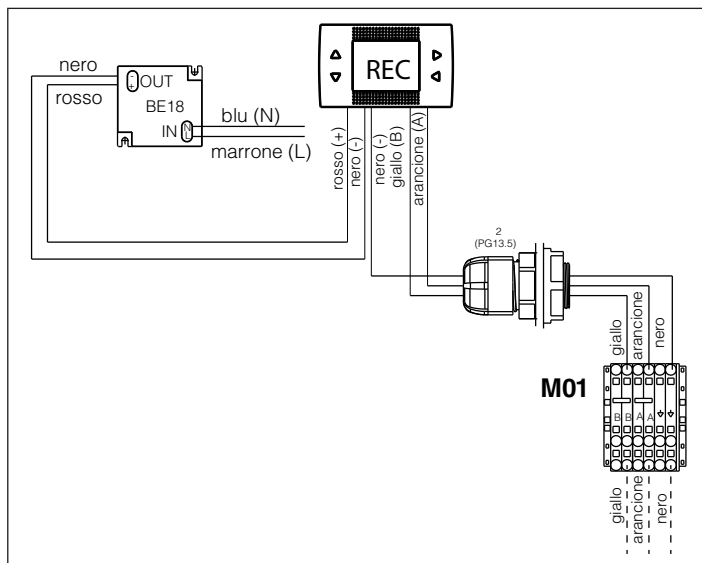 nero
rosso
- + OUT
BE18
IN N L
blu (N)
marrone (L)
REC
rosso (+)
nero (-)
nero (-)
giallo (B)
arancione (A)
2
(PG13.5)
giallo
arancione
nero
M01
B B A A
giallo
arancione
nero